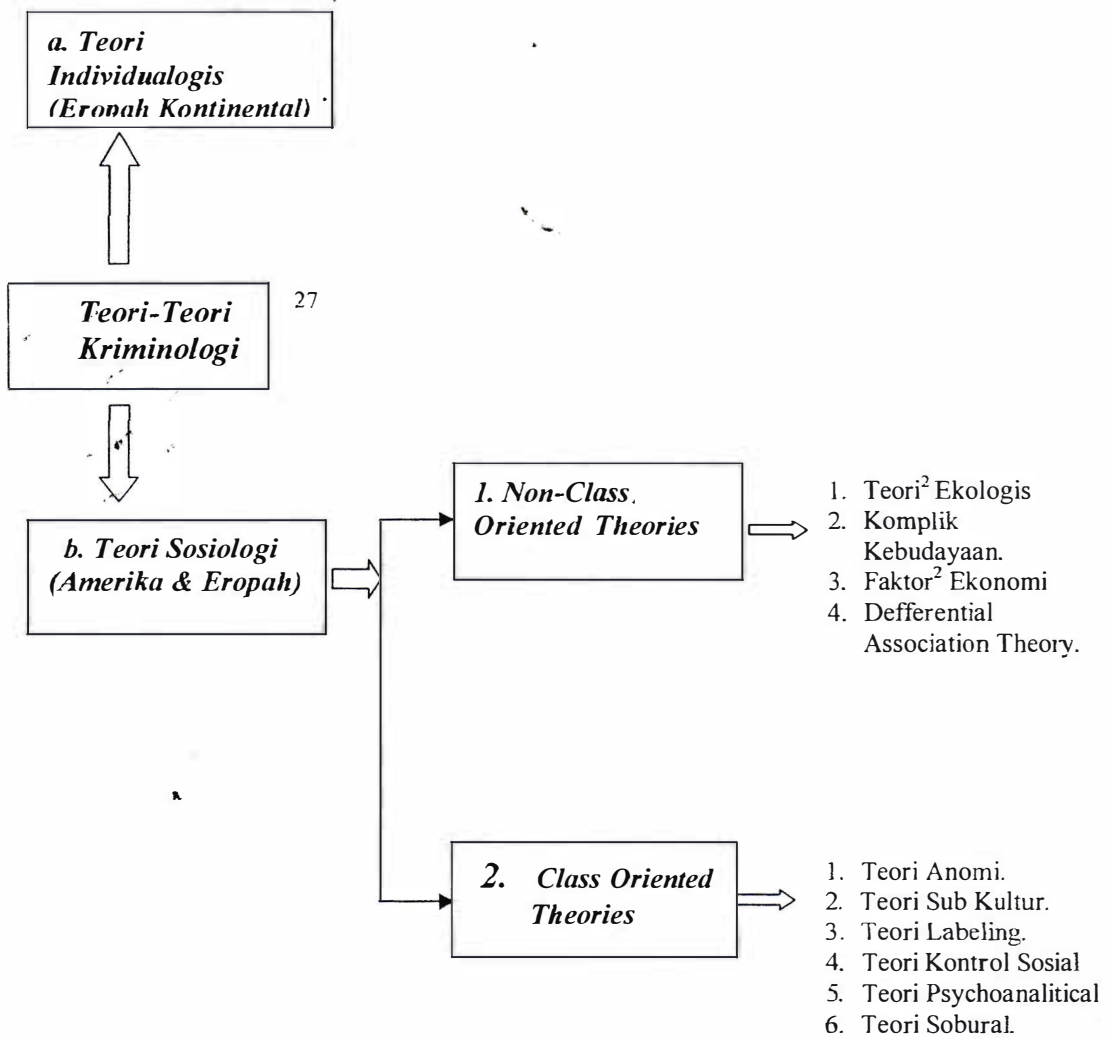 a. Teori
Individualogis
(Eropah Kontinental)
Teori-Teori
Kriminologi
27
b. Teori Sosiologi
(Amerika & Eropah)
1. Non-Class
Oriented Theories
1. Teori² Ekologis
2. Komplik
Kebudayaan.
3. Faktor² Ekonomi
4. Defferential
Association Theory.
2. Class Oriented
Theories
1. Teori Anomi.
2. Teori Sub Kultur.
3. Teori Labeling.
4. Teori Kontrol Sosial
5. Teori Psychoanalitical
6. Teori Sobural.